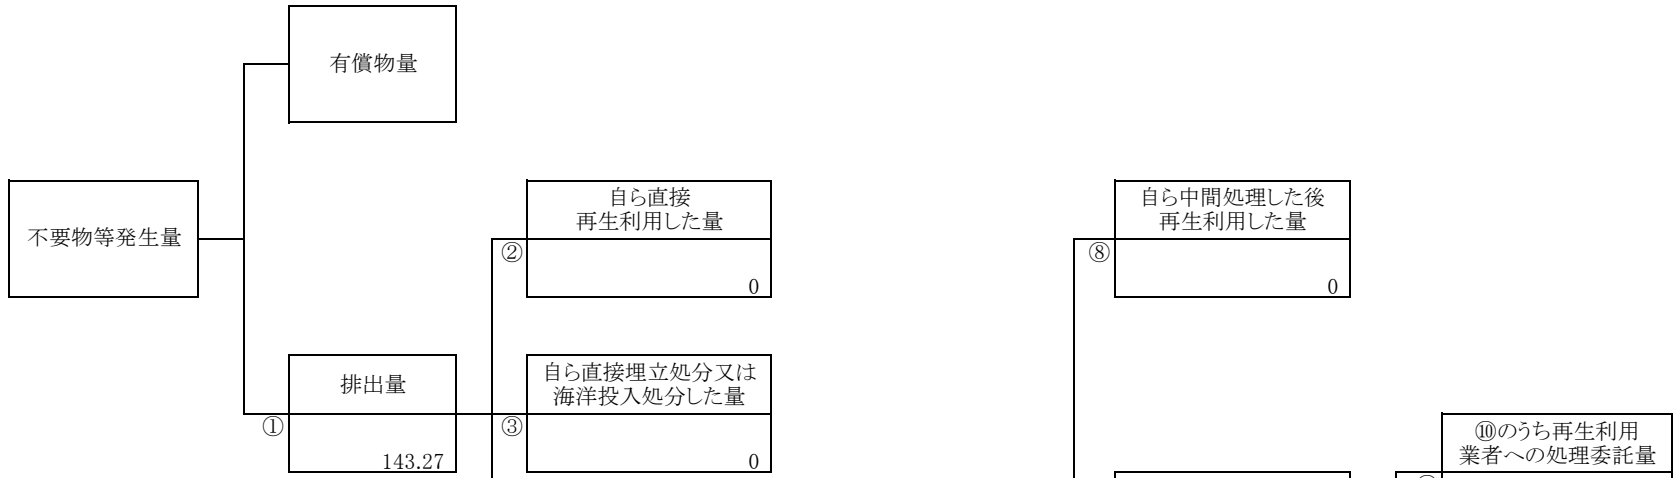 有償物量
不要物等発生量
自ら直接
再生利用した量
②
0
自ら中間処理した後
再生利用した量
⑧
0
排出量
①
143.27
自ら直接埋立処分又は
海洋投入処分した量
③
0
⑩のうち再生利用
業者への処理委託量